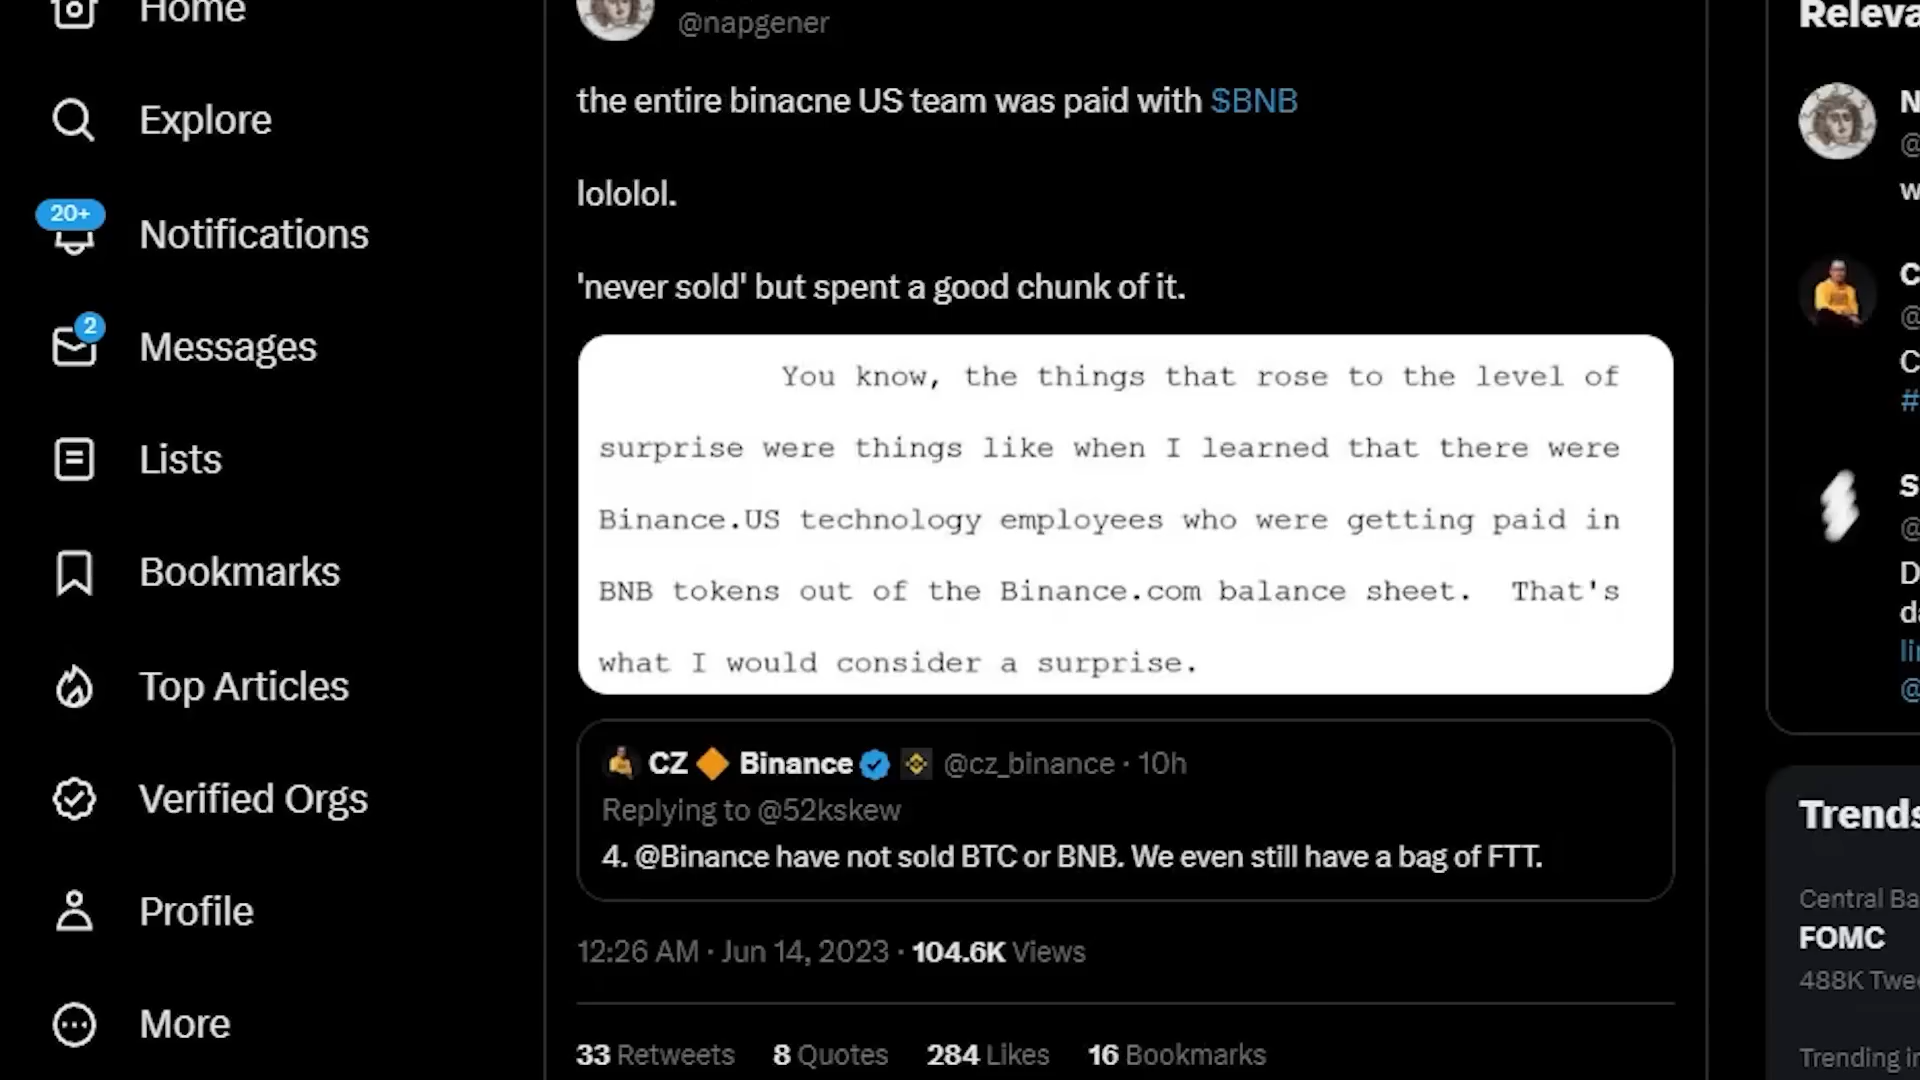 Home
Explore
20+
Notifications
2
Messages
Lists
Bookmarks
Top Articles
Verified Orgs
Profile
More
@napgener
the entire binacne US team was paid with $BNB
lololol.
'never sold' but spent a good chunk of it.
You know, the things that rose to the level of
surprise were things like when I learned that there were
Binance.US technology employees who were getting paid in
BNB tokens out of the Binance.com balance sheet. That's
what I would consider a surprise.
CZ 🔶 Binance @cz_binance · 10h
Replying to @52kskew
4. @Binance have not sold BTC or BNB. We even still have a bag of FTT.
12:26 AM · Jun 14, 2023 · 104.6K Views
33 Retweets 8 Quotes 284 Likes 16 Bookmarks
Trends
Central Ba
FOMC
488K Twe
Trending in